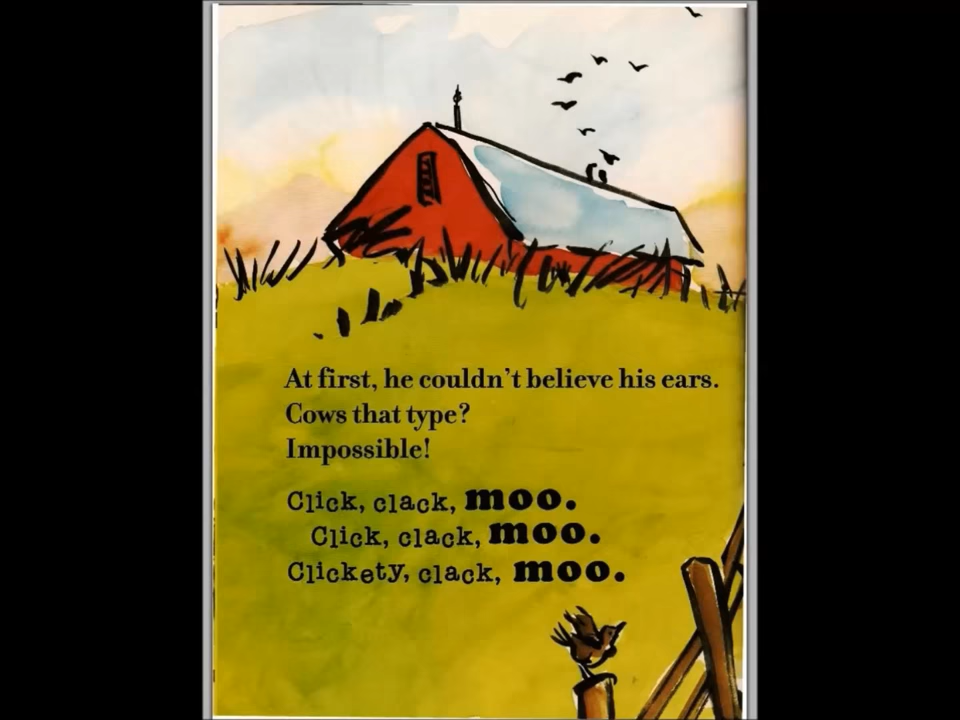 At first, he couldn't believe his ears.
Cows that type?
Impossible!
Click, clack, moo.
Click, clack, moo.
Clickety, clack, moo.